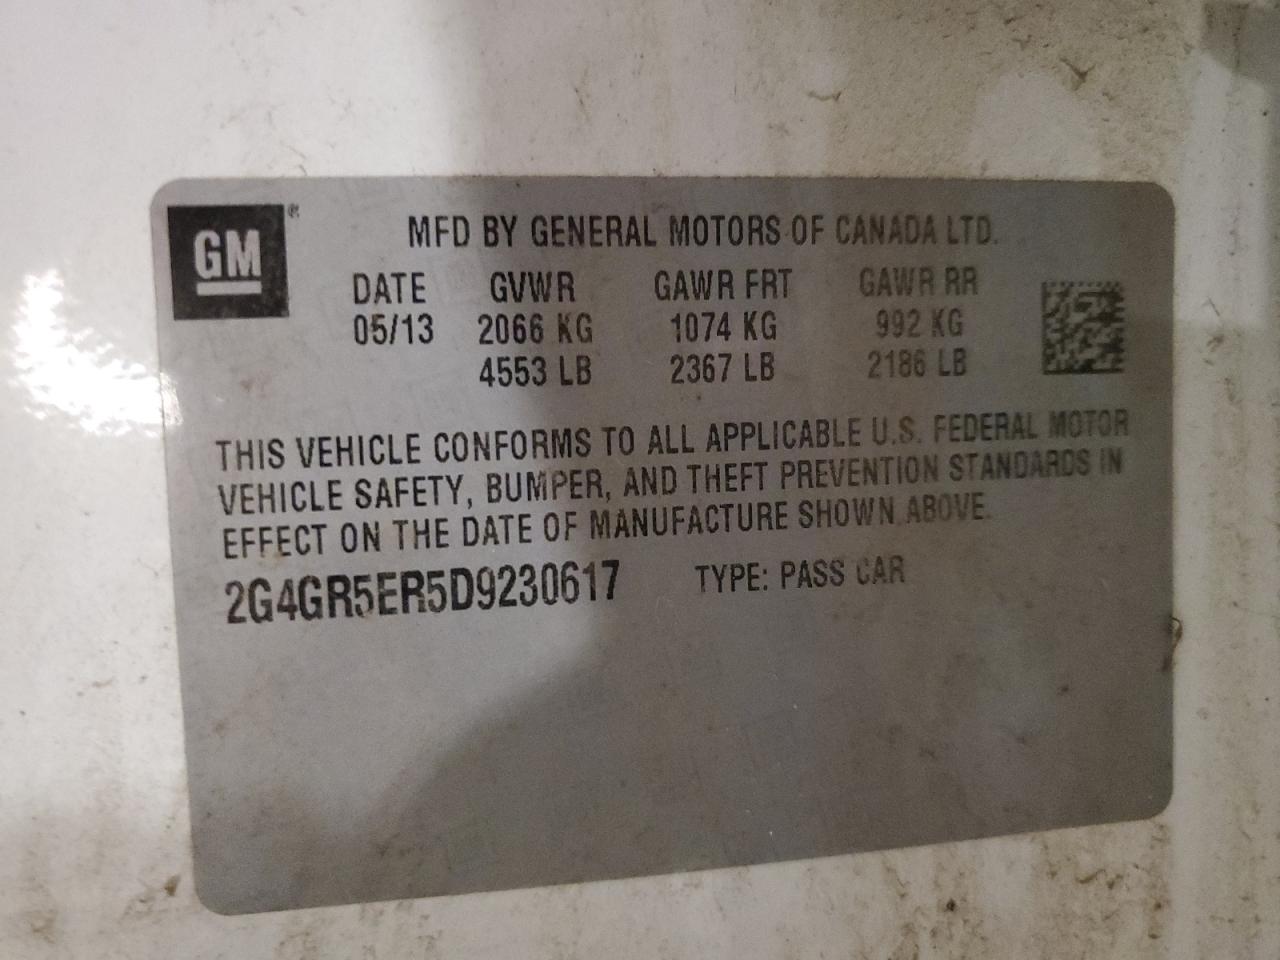 GM®
MFD BY GENERAL MOTORS OF CANADA LTD.
DATE GVWR GAWR FRT GAWR RR
05/13 2066 KG 1074 KG 992 KG
4553 LB 2367 LB 2186 LB
THIS VEHICLE CONFORMS TO ALL APPLICABLE U.S. FEDERAL MOTOR
VEHICLE SAFETY, BUMPER, AND THEFT PREVENTION STANDARDS IN
EFFECT ON THE DATE OF MANUFACTURE SHOWN ABOVE.
2G4GR5ER5D9230617 TYPE: PASS CAR